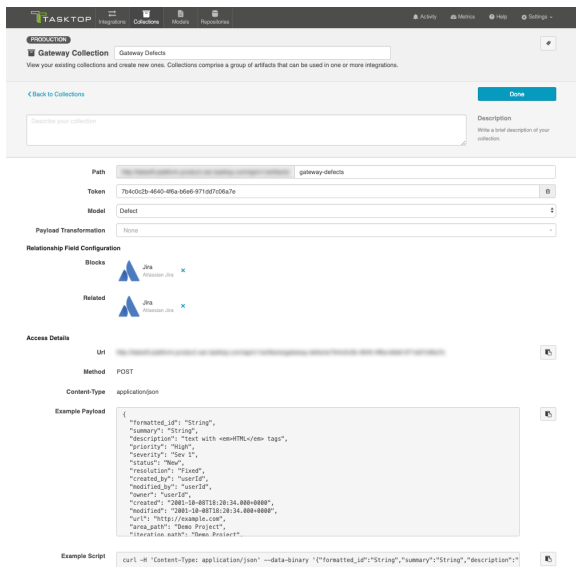 TASKTOP
Integrations Collections Models Repositories
Activity Metrics Help Settings
PRODUCTION
Gateway Collection Gateway Defects
View your existing collections and create new ones. Collections comprise a group of artifacts that can be used in one or more integrations.
Back to Collections
Done
Describe your collection
Description
Write a brief description of your
collection.
Path gateway-defects
Token 7b4c0c2b-4640-4f6a-b6e6-971dd7c06a7e
Model Defect
Payload Transformation None
Relationship Field Configuration
Blocks
Jira
Atlassian Jira
Related
Jira
Atlassian Jira
Access Details
Url
Method POST
Content-Type application/json
Example Payload
{
"formatted_id": "String",
"summary": "String",
"description": "text with <em>HTML</em> tags",
"priority": "High",
"severity": "Sev 1",
"status": "New",
"resolution": "Fixed",
"created_by": "userId",
"modified_by": "userId",
"owner": "userId",
"created": "2001-10-08T18:20:34.000+0000",
"modified": "2001-10-08T18:20:34.000+0000",
"url": "http://example.com",
"area_path": "Demo Project",
"iteration_path": "Demo Project",
Example Script
curl -H 'Content-Type: application/json' --data-binary '{"formatted_id":"String","summary":"String","description":"